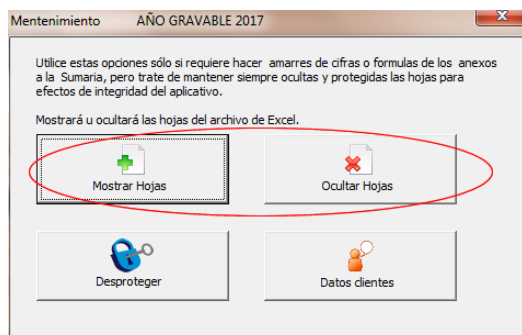 Mentenimiento AÑO GRAVABLE 2017
Utilice estas opciones sólo si requiere hacer amarres de cifras o formulas de los anexos
a la Sumaria, pero trate de mantener siempre ocultas y protegidas las hojas para
efectos de integridad del aplicativo.
Mostrará u ocultará las hojas del archivo de Excel.
Mostrar Hojas Ocultar Hojas
Desproteger Datos clientes